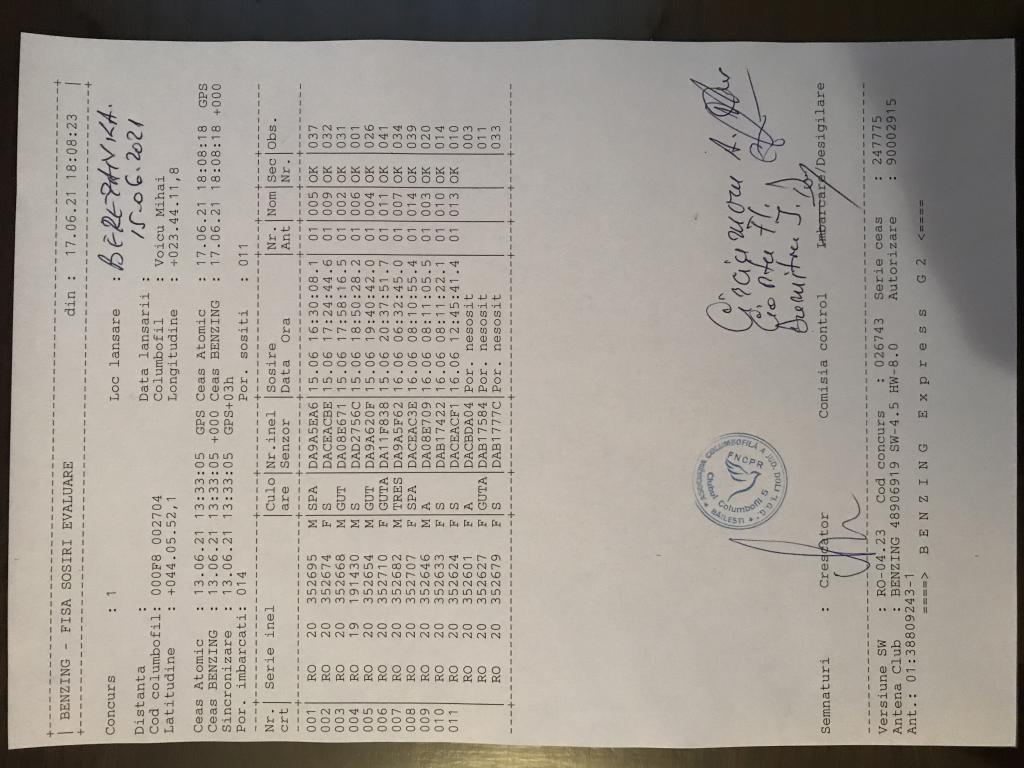 +---------------------------------------------------------------+
| BENZING - FISA SOSIRI EVALUARE din : 17.06.21 18:08:23 |
+---------------------------------------------------------------+
Concurs : 1 Loc lansare : BEREZANVKA.
Distanta : Data lansarii : 15-06.2021
Cod columbofil: 000F8 002704 Columbofil : Voicu Mihai
Latitudine : +044.05.52,1 Longitudine : +023.44.11,8
Ceas Atomic : 13.06.21 13:33:05 GPS Ceas Atomic : 17.06.21 18:08:18 GPS
Ceas BENZING : 13.06.21 13:33:05 +000 Ceas BENZING : 17.06.21 18:08:18 +000
Sincronizare : 13.06.21 13:33:05 GPS+03h
Por. imbarcati: 014 Por. sositi : 011
Nr. | Serie inel | Culo | Nr inel | Sosire | Nr. | Nom | Sec | Obs.
crt | | are | Senzor | Data Ora | Ant | | Nr. |
001 | RO 20 352695 M | SPA | DA9A5EA6 | 15.06 16:30:08.1 | 01 | 005 | OK | 037
002 | RO 20 352674 F | S | DACEACBE | 15.06 17:24:44.6 | 01 | 009 | OK | 032
003 | RO 20 352668 M | GUT | DA08E671 | 15.06 17:58:16.5 | 01 | 002 | OK | 031
004 | RO 19 191430 M | S | DAD2756C | 15.06 18:50:28.2 | 01 | 006 | OK | 001
005 | RO 20 352654 M | GUT | DA9A620F | 15.06 19:40:42.0 | 01 | 004 | OK | 026
006 | RO 20 352710 F | GUTA | DA11F838 | 15.06 20:37:51.7 | 01 | 011 | OK | 041
007 | RO 20 352682 M | TRES | DA9A5F62 | 16.06 06:32:45.0 | 01 | 007 | OK | 034
008 | RO 20 352707 F | SPA | DACEAC3E | 16.06 08:10:55.4 | 01 | 014 | OK | 039
009 | RO 20 352646 M | A | DA08E709 | 16.06 08:11:05.5 | 01 | 003 | OK | 020
010 | RO 20 352633 F | S | DAB17422 | 16.06 08:11:22.1 | 01 | 010 | OK | 014
011 | RO 20 352624 F | S | DACEACF1 | 16.06 12:45:41.4 | 01 | 013 | OK | 010
RO 20 352601 F | A | DACBDA04 | Por. nesosit | 003
RO 20 352627 F | GUTA | DAB17584 | Por. nesosit | 011
RO 20 352679 F | S | DAB1777C | Por. nesosit | 033
COLUMBOFILĂ A JUD. DOLJ
FNCPR
Clubul Columbofil 5
BĂILEȘTI
Semnaturi : Crescator Comisia control Imbarcare/Desigilare
Versiune SW : RO-04.23 Cod concurs : 026743 Serie ceas : 247775
Antena Club : BENZING 48906919 SW-4.5 HW-8.0 Autorizare : 90002915
Ant.: 01:38809243-1
====> B E N Z I N G E x p r e s s G 2 <====